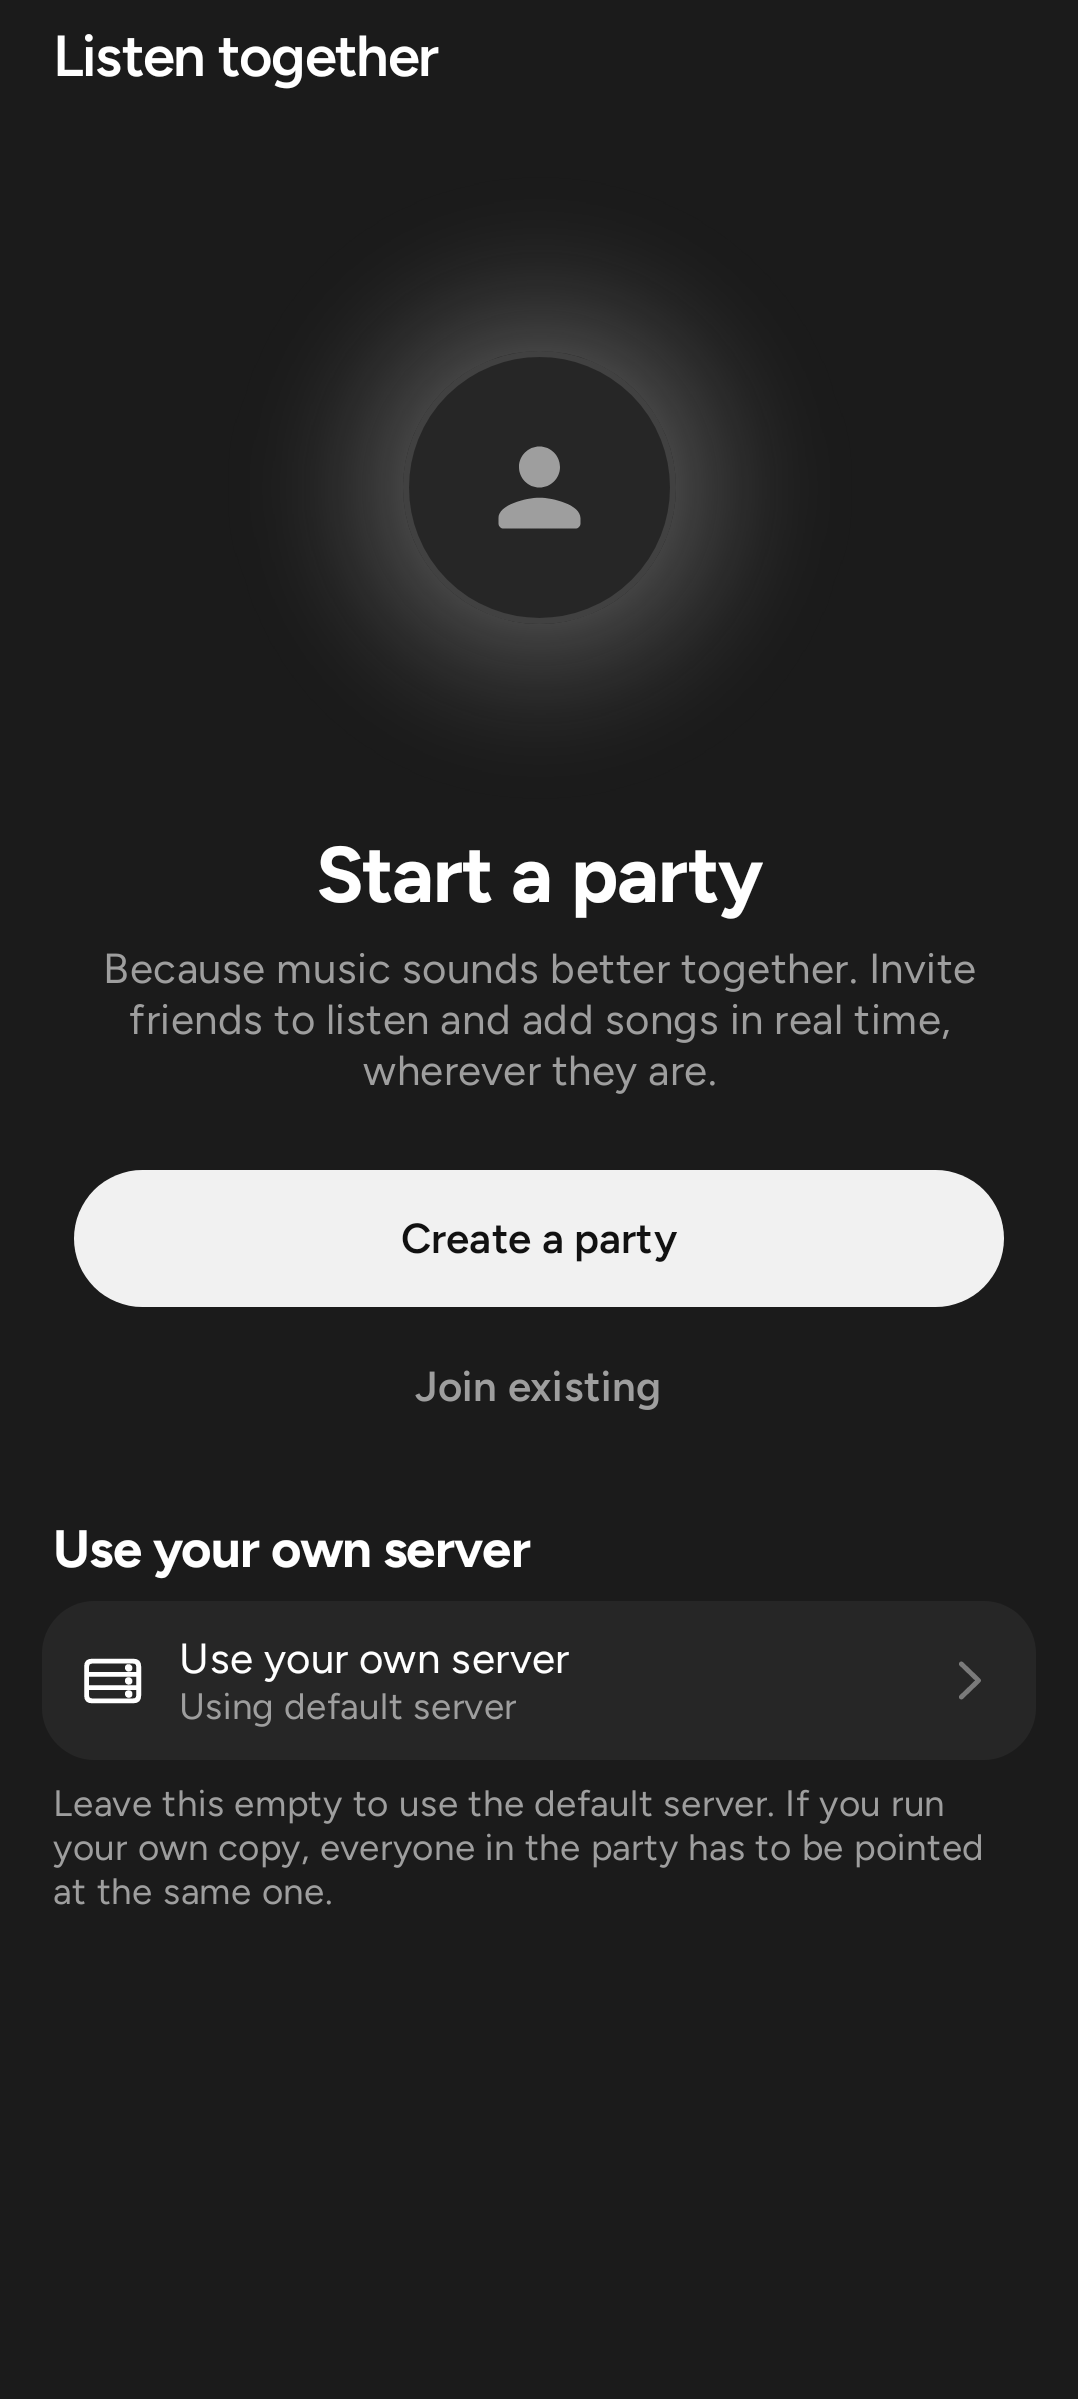 Listen together
Start a party
Because music sounds better together. Invite
friends to listen and add songs in real time,
wherever they are.
Create a party
Join existing
Use your own server
Use your own server
Using default server
Leave this empty to use the default server. If you run
your own copy, everyone in the party has to be pointed
at the same one.